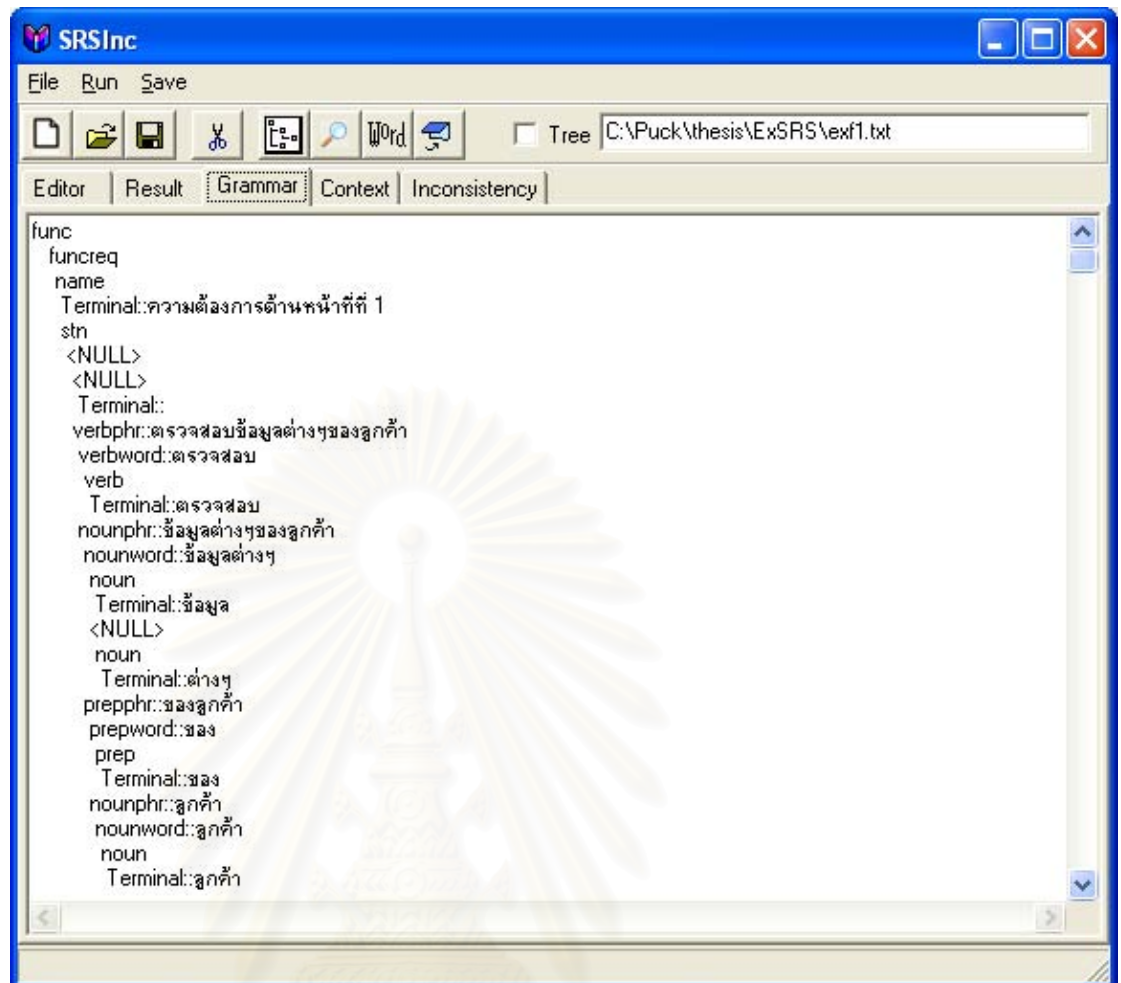 SRSInc
File Run Save
Word Tree C:\Puck\thesis\ExSRS\exf1.txt
Editor Result Grammar Context Inconsistency
func
funcreq
name
Terminal::ความต้องการด้านหน้าที่ที่ 1
stn
<NULL>
<NULL>
Terminal::
verbphr::ตรวจสอบข้อมูลต่างๆของลูกค้า
verbword::ตรวจสอบ
verb
Terminal::ตรวจสอบ
nounphr::ข้อมูลต่างๆของลูกค้า
nounword::ข้อมูลต่างๆ
noun
Terminal::ข้อมูล
<NULL>
noun
Terminal::ต่างๆ
prepphr::ของลูกค้า
prepword::ของ
prep
Terminal::ของ
nounphr::ลูกค้า
nounword::ลูกค้า
noun
Terminal::ลูกค้า